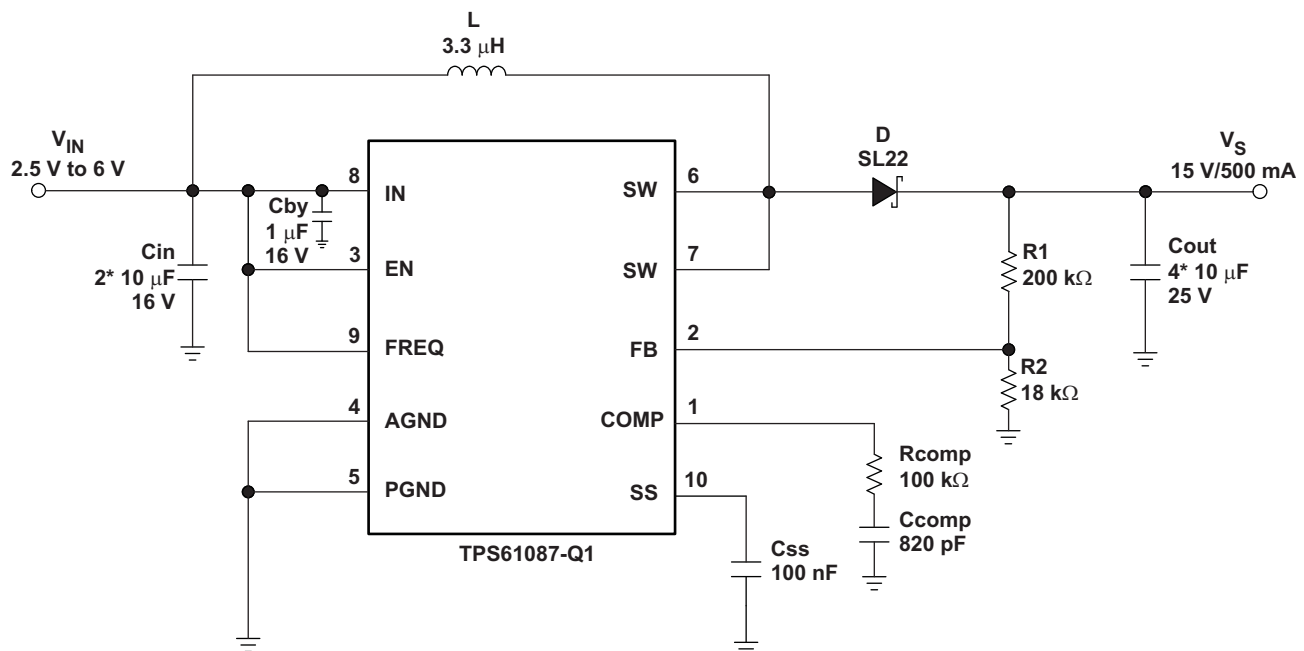 L
3.3 μH
V_IN
2.5 V to 6 V
Cin
2* 10 μF
16 V
Cby
1 μF
16 V
8
IN
3
EN
9
FREQ
4
AGND
5
PGND
SW
6
SW
7
FB
2
COMP
1
SS
10
TPS61087-Q1
D
SL22
V_S
15 V/500 mA
R1
200 kΩ
Cout
4* 10 μF
25 V
R2
18 kΩ
Rcomp
100 kΩ
Ccomp
820 pF
Css
100 nF